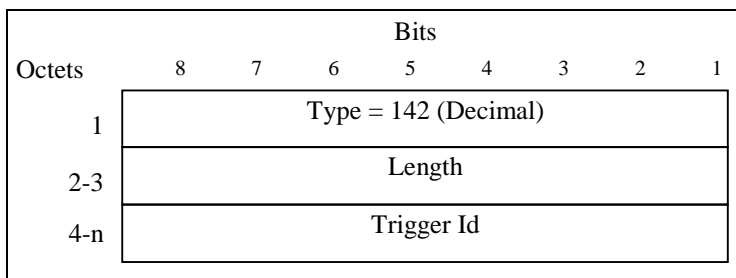 Bits
Octets 8 7 6 5 4 3 2 1
1 Type = 142 (Decimal)
2-3 Length
4-n Trigger Id